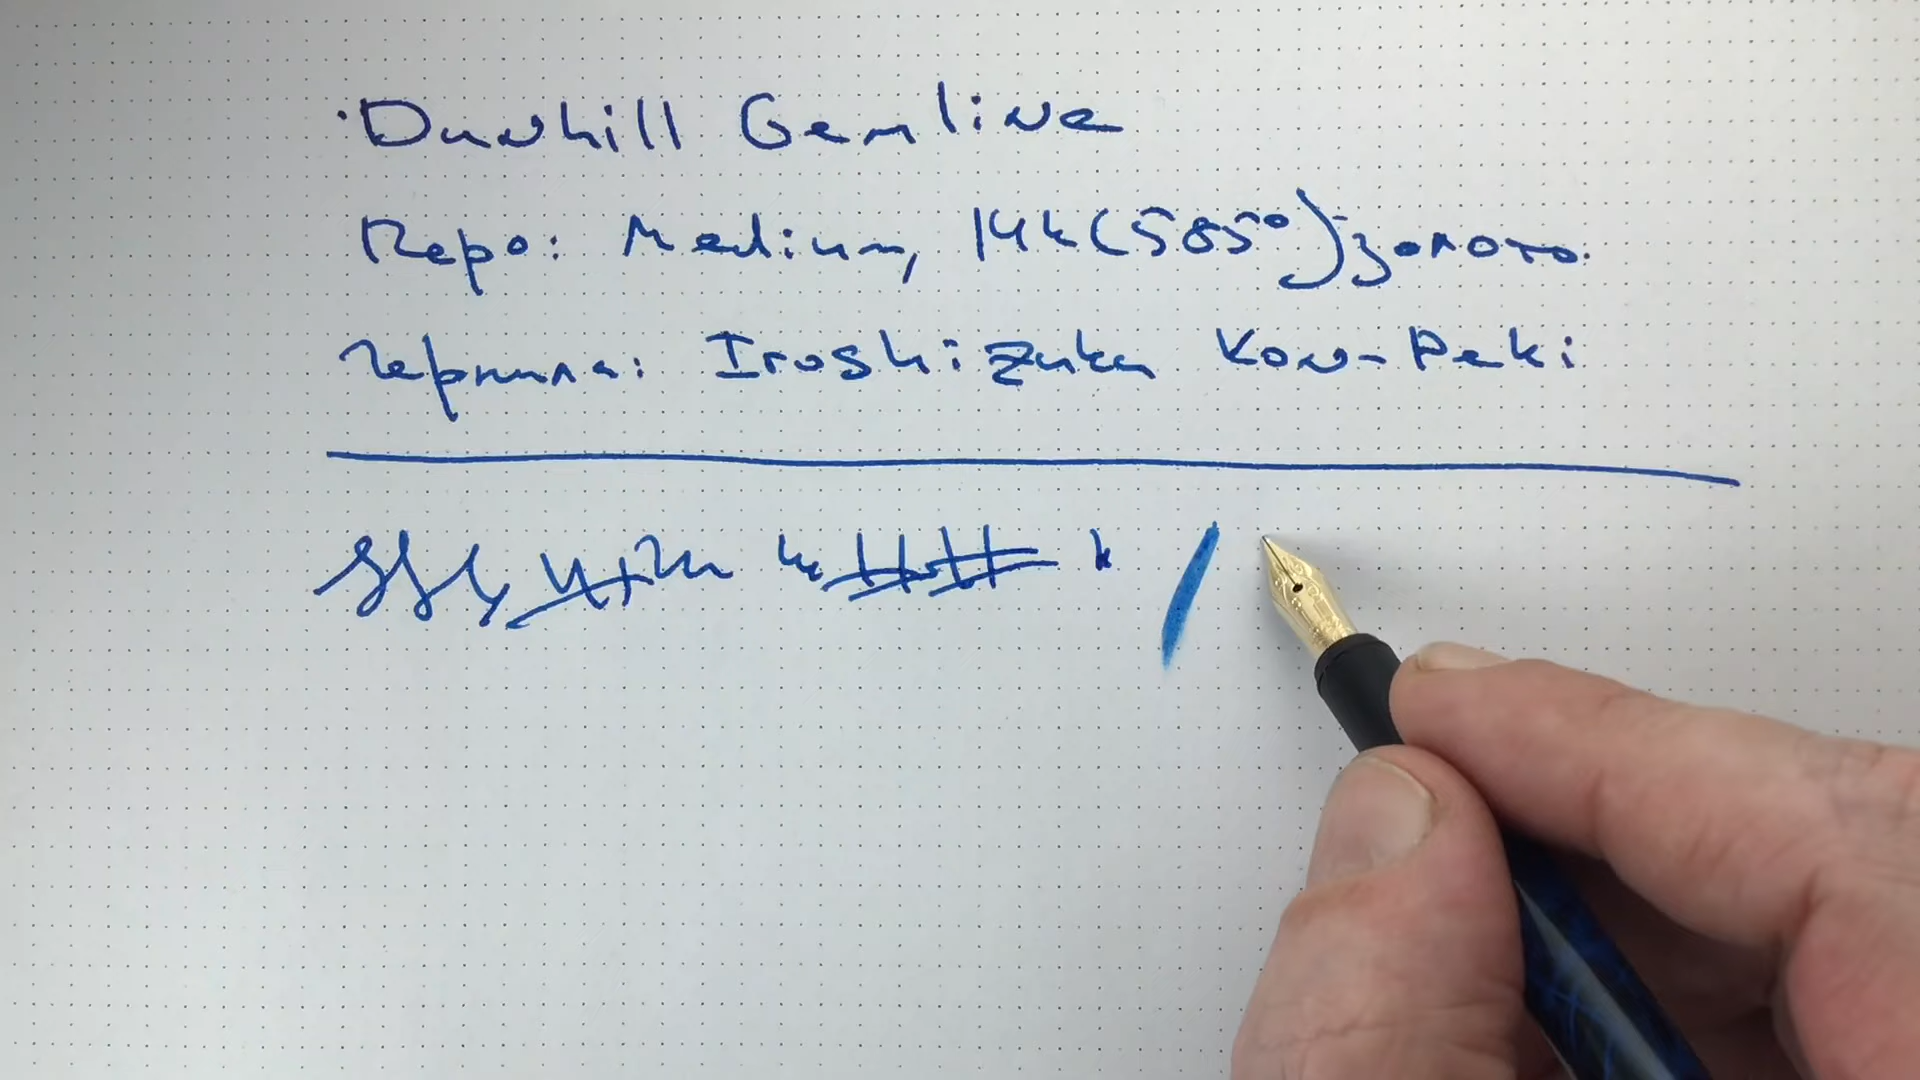 Dunhill Gemline
Перо: Medium, 14k (585°) золото.
Чернила: Iroshizuku Kon-Peki